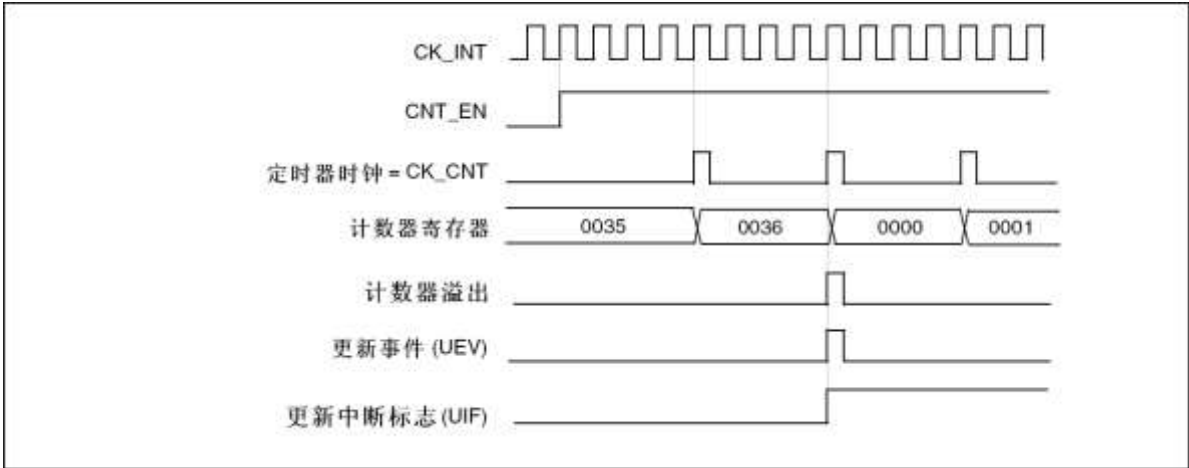 CK_INT
CNT_EN
定时器时钟 = CK_CNT
计数器寄存器 0035 0036 0000 0001
计数器溢出
更新事件 (UEV)
更新中断标志 (UIF)